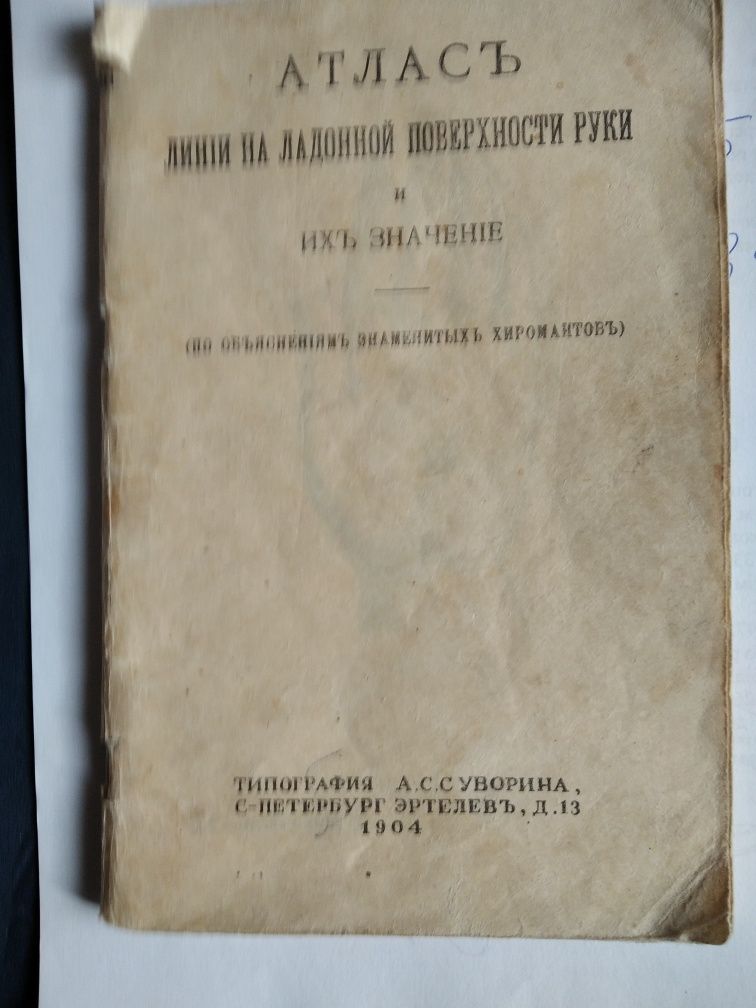 АТЛАСЪ
ЛИНІИ НА ЛАДОННОЙ ПОВЕРХНОСТИ РУКИ
И
ИХЪ ЗНАЧЕНІЕ
(ПО ОБЪЯСНЕНІЯМЪ ЗНАМЕНИТЫХЪ ХИРОМАНТОВЪ)
ТИПОГРАФИЯ А.С.СУВОРИНА,
С-ПЕТЕРБУРГ ЭРТЕЛЕВЪ, Д.13
1904